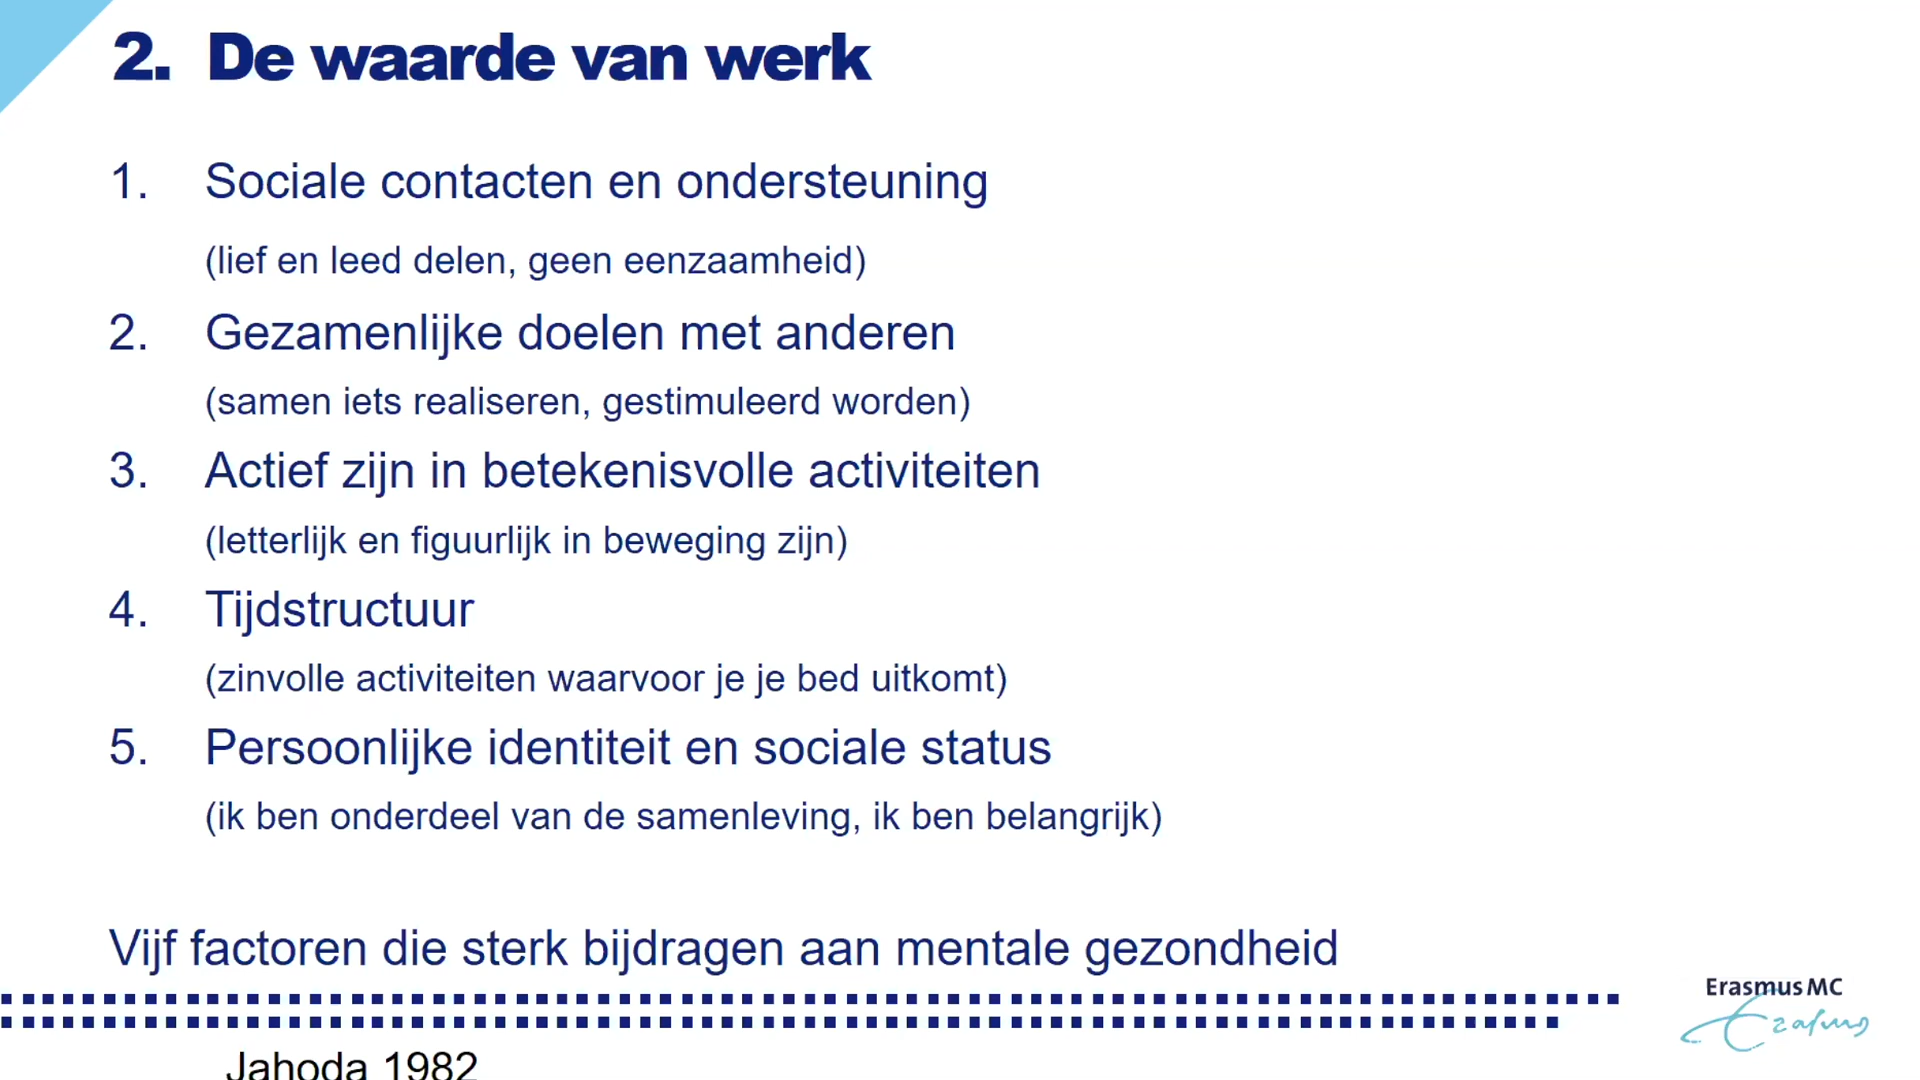 2. De waarde van werk
1. Sociale contacten en ondersteuning
(lief en leed delen, geen eenzaamheid)
2. Gezamenlijke doelen met anderen
(samen iets realiseren, gestimuleerd worden)
3. Actief zijn in betekenisvolle activiteiten
(letterlijk en figuurlijk in beweging zijn)
4. Tijdstructuur
(zinvolle activiteiten waarvoor je je bed uitkomt)
5. Persoonlijke identiteit en sociale status
(ik ben onderdeel van de samenleving, ik ben belangrijk)
Vijf factoren die sterk bijdragen aan mentale gezondheid
Erasmus MC
Erasmus
Jahoda 1982